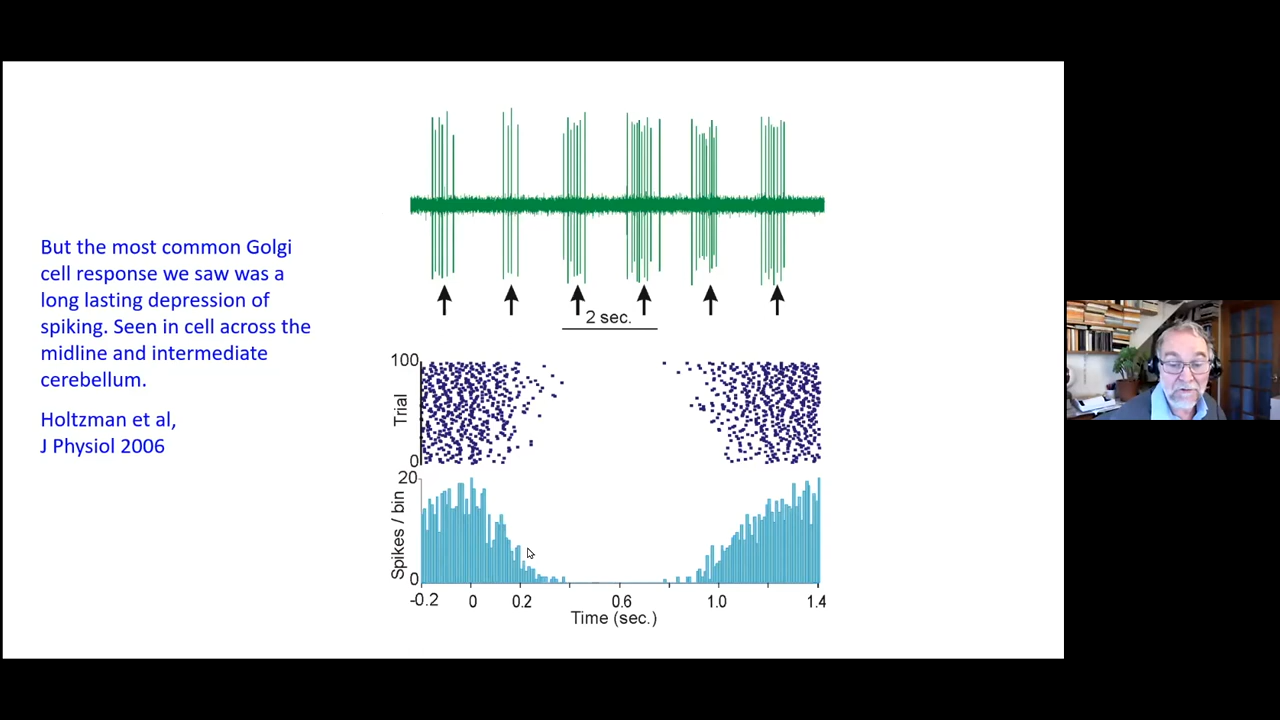 But the most common Golgi
cell response we saw was a
long lasting depression of
spiking. Seen in cell across the
midline and intermediate
cerebellum.
Holtzman et al,
J Physiol 2006
2 sec.
100
Trial
0
20
Spikes / bin
0
-0.2 0 0.2 0.6 1.0 1.4
Time (sec.)